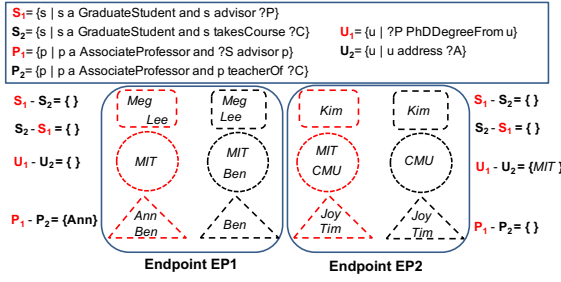 S1= {s | s a GraduateStudent and s advisor ?P}
S2= {s | s a GraduateStudent and s takesCourse ?C} U1= {u | ?P PhDDegreeFrom u}
P1= {p | p a AssociateProfessor and ?S advisor p} U2= {u | u address ?A}
P2= {p | p a AssociateProfessor and p teacherOf ?C}
S1 - S2= { } Meg Meg Kim Kim S1 - S2= { }
Lee Lee
S2 - S1= { } S2 - S1= { }
U1 - U2= { } MIT MIT MIT CMU U1 - U2= {MIT}
Ben CMU
P1 - P2= {Ann} Ann Ben Joy Joy P1 - P2= { }
Ben Tim Tim
Endpoint EP1 Endpoint EP2